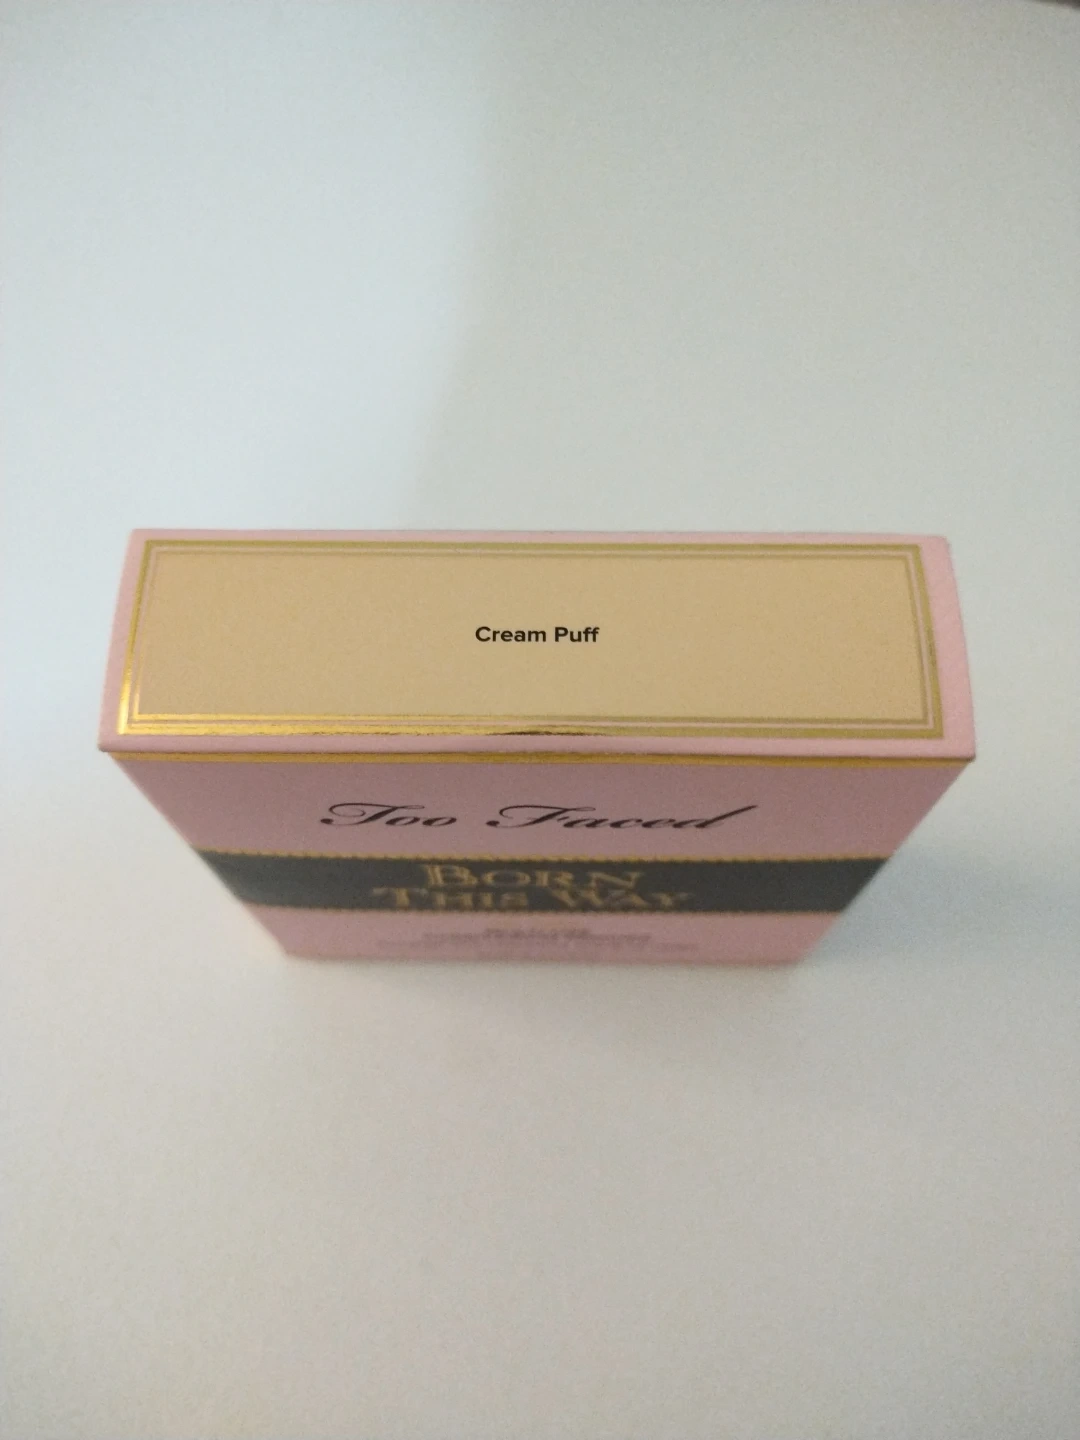 Cream Puff
Too Faced
BORN
THIS WAY